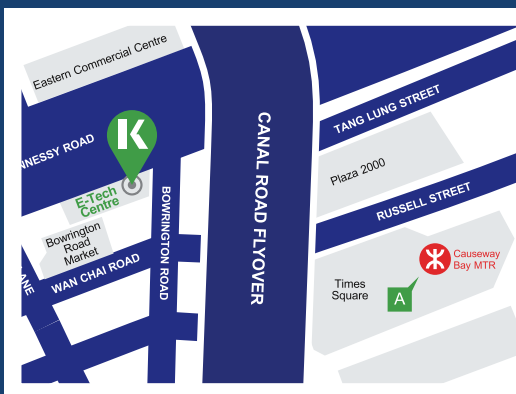 Eastern Commercial Centre
NNESSY ROAD
K
E-Tech
Centre
Bowrington
Road
Market
WAN CHAI ROAD
ANE
BOWRINGTON ROAD
CANAL ROAD FLYOVER
TANG LUNG STREET
Plaza 2000
RUSSELL STREET
Causeway
Bay MTR
Times
Square
A